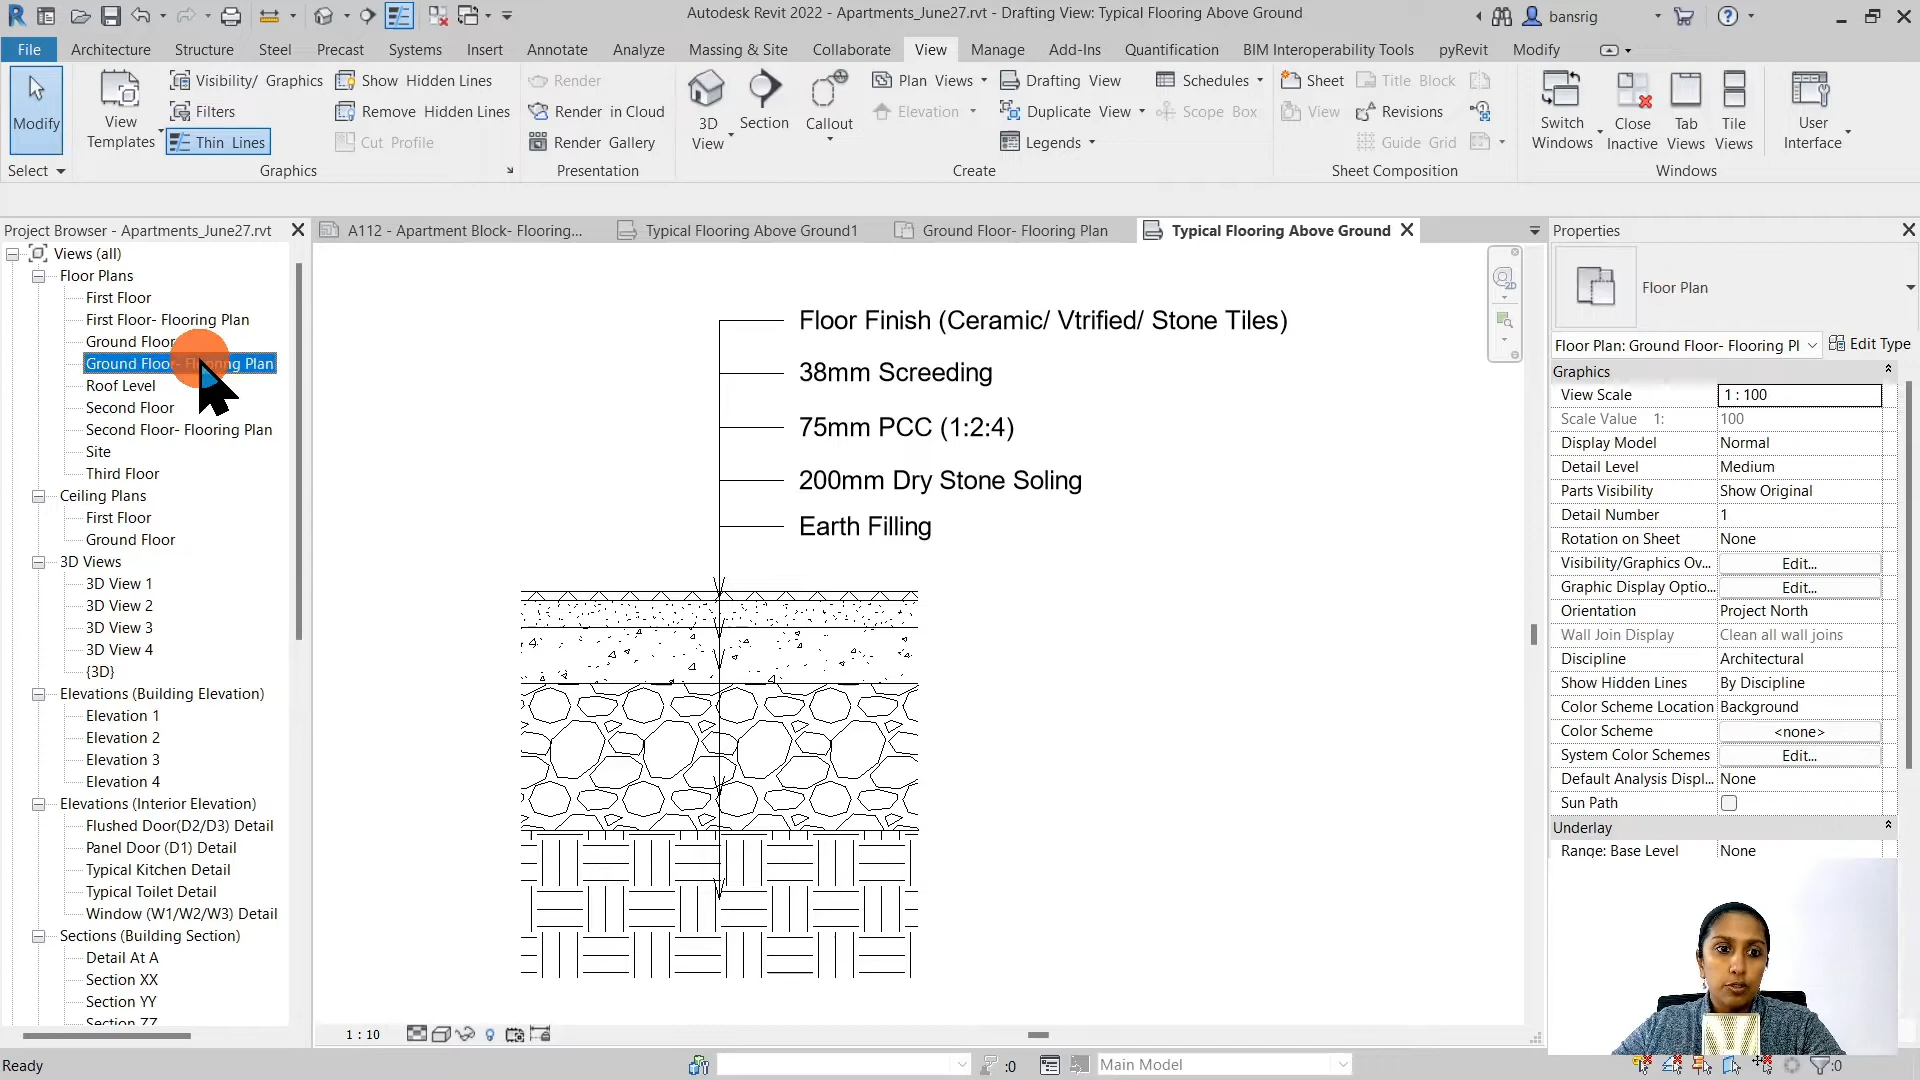 Autodesk Revit 2022 - Apartments_June27.rvt - Drafting View: Typical Flooring Above Ground
bansrig
File Architecture Structure Steel Precast Systems Insert Annotate Analyze Massing & Site Collaborate View Manage Add-Ins Quantification BIM Interoperability Tools pyRevit Modify
Modify
View Templates
Visibility/ Graphics
Filters
Thin Lines
Show Hidden Lines
Remove Hidden Lines
Cut Profile
Render
Render in Cloud
Render Gallery
3D View
Section
Callout
Plan Views
Elevation
Drafting View
Duplicate View
Legends
Schedules
Scope Box
Sheet
View
Title Block
Revisions
Guide Grid
Switch Windows
Close Inactive
Tab Views
Tile Views
User Interface
Select Graphics Presentation Create Sheet Composition Windows
Project Browser - Apartments_June27.rvt
A112 - Apartment Block- Flooring...
Typical Flooring Above Ground1
Ground Floor- Flooring Plan
Typical Flooring Above Ground
Views (all)
Floor Plans
First Floor
First Floor- Flooring Plan
Ground Floor
Ground Floor- Flooring Plan
Roof Level
Second Floor
Second Floor- Flooring Plan
Site
Third Floor
Ceiling Plans
First Floor
Ground Floor
3D Views
3D View 1
3D View 2
3D View 3
3D View 4
{3D}
Elevations (Building Elevation)
Elevation 1
Elevation 2
Elevation 3
Elevation 4
Elevations (Interior Elevation)
Flushed Door(D2/D3) Detail
Panel Door (D1) Detail
Typical Kitchen Detail
Typical Toilet Detail
Window (W1/W2/W3) Detail
Sections (Building Section)
Detail At A
Section XX
Section YY
Section ZZ
Floor Finish (Ceramic/ Vtrified/ Stone Tiles)
38mm Screeding
75mm PCC (1:2:4)
200mm Dry Stone Soling
Earth Filling
2D
Properties
Floor Plan
Floor Plan: Ground Floor- Flooring Pl
Edit Type
Graphics
View Scale 1 : 100
Scale Value 1: 100
Display Model Normal
Detail Level Medium
Parts Visibility Show Original
Detail Number 1
Rotation on Sheet None
Visibility/Graphics Ov... Edit...
Graphic Display Optio... Edit...
Orientation Project North
Wall Join Display Clean all wall joins
Discipline Architectural
Show Hidden Lines By Discipline
Color Scheme Location Background
Color Scheme <none>
System Color Schemes Edit...
Default Analysis Displ... None
Sun Path
Underlay
Range: Base Level None
1 : 10
Ready
:0
Main Model
:0